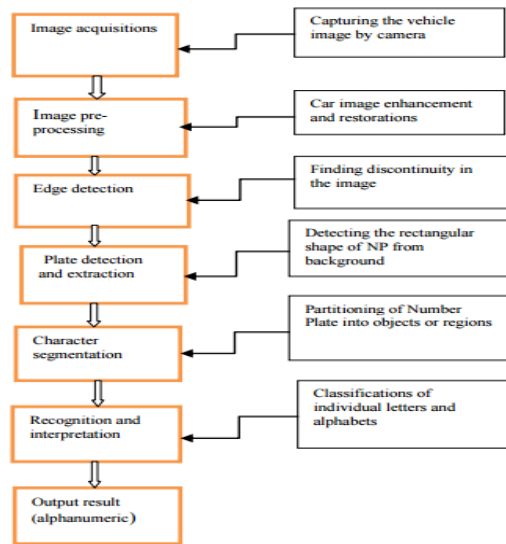 Image acquisitions
Capturing the vehicle
image by camera
Image pre-
processing
Car image enhancement
and restorations
Edge detection
Finding discontinuity in
the image
Plate detection
and extraction
Detecting the rectangular
shape of NP from
background
Character
segmentation
Partitioning of Number
Plate into objects or regions
Recognition and
interpretation
Classifications of
individual letters and
alphabets
Output result
(alphanumeric)